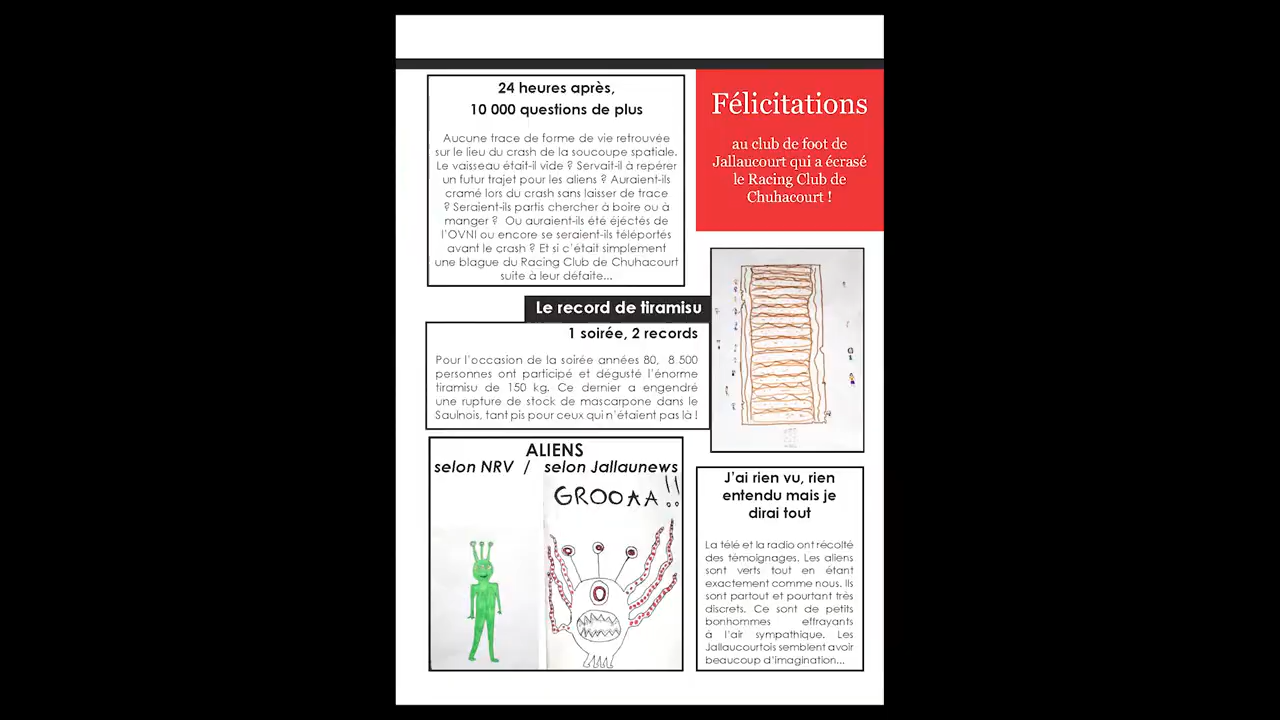 24 heures après,
10 000 questions de plus
Aucune trace de forme de vie retrouvée
sur le lieu du crash de la soucoupe spatiale.
Le vaisseau était-il vide ? Servait-il à repérer
un futur trajet pour les aliens ? Auraient-ils
cramé lors du crash sans laisser de trace
? Seraient-ils partis chercher à boire ou à
manger ? Ou auraient-ils été éjéctés de
l'OVNI ou encore se seraient-ils téléportés
avant le crash ? Et si c'était simplement
une blague du Racing Club de Chuhacourt
suite à leur défaite...
Félicitations
au club de foot de
Jallaucourt qui a écrasé
le Racing Club de
Chuhacourt !
Le record de tiramisu
1 soirée, 2 records
Pour l'occasion de la soirée années 80, 8 500
personnes ont participé et dégusté l'énorme
tiramisu de 150 kg. Ce dernier a engendré
une rupture de stock de mascarpone dans le
Saulnois, tant pis pour ceux qui n'étaient pas là !
ALIENS
selon NRV / selon Jallaunews
GROOAA !!
J'ai rien vu, rien
entendu mais je
dirai tout
La télé et la radio ont récolté
des témoignages. Les aliens
sont verts tout en étant
exactement comme nous. Ils
sont partout et pourtant très
discrets. Ce sont de petits
bonhommes effrayants
à l'air sympathique. Les
Jallaucourtois semblent avoir
beaucoup d'imagination...